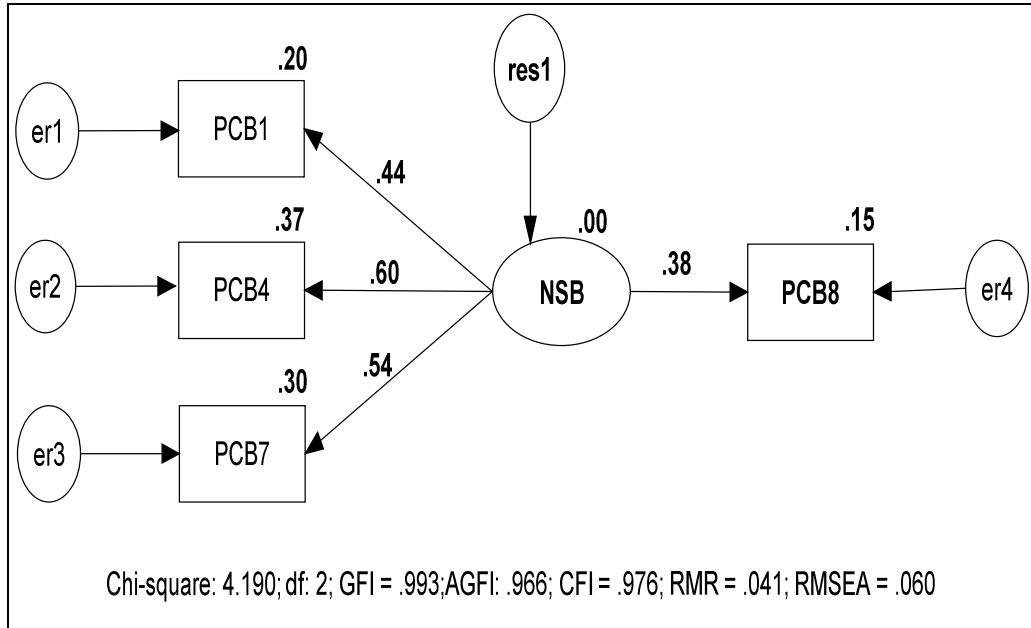 .20
res1
er1
PCB1
.44
.37
.00
.15
er2
PCB4
.60
NSB
.38
PCB8
er4
.54
.30
er3
PCB7
Chi-square: 4.190; df: 2; GFI = .993;AGFI: .966; CFI = .976; RMR = .041; RMSEA = .060